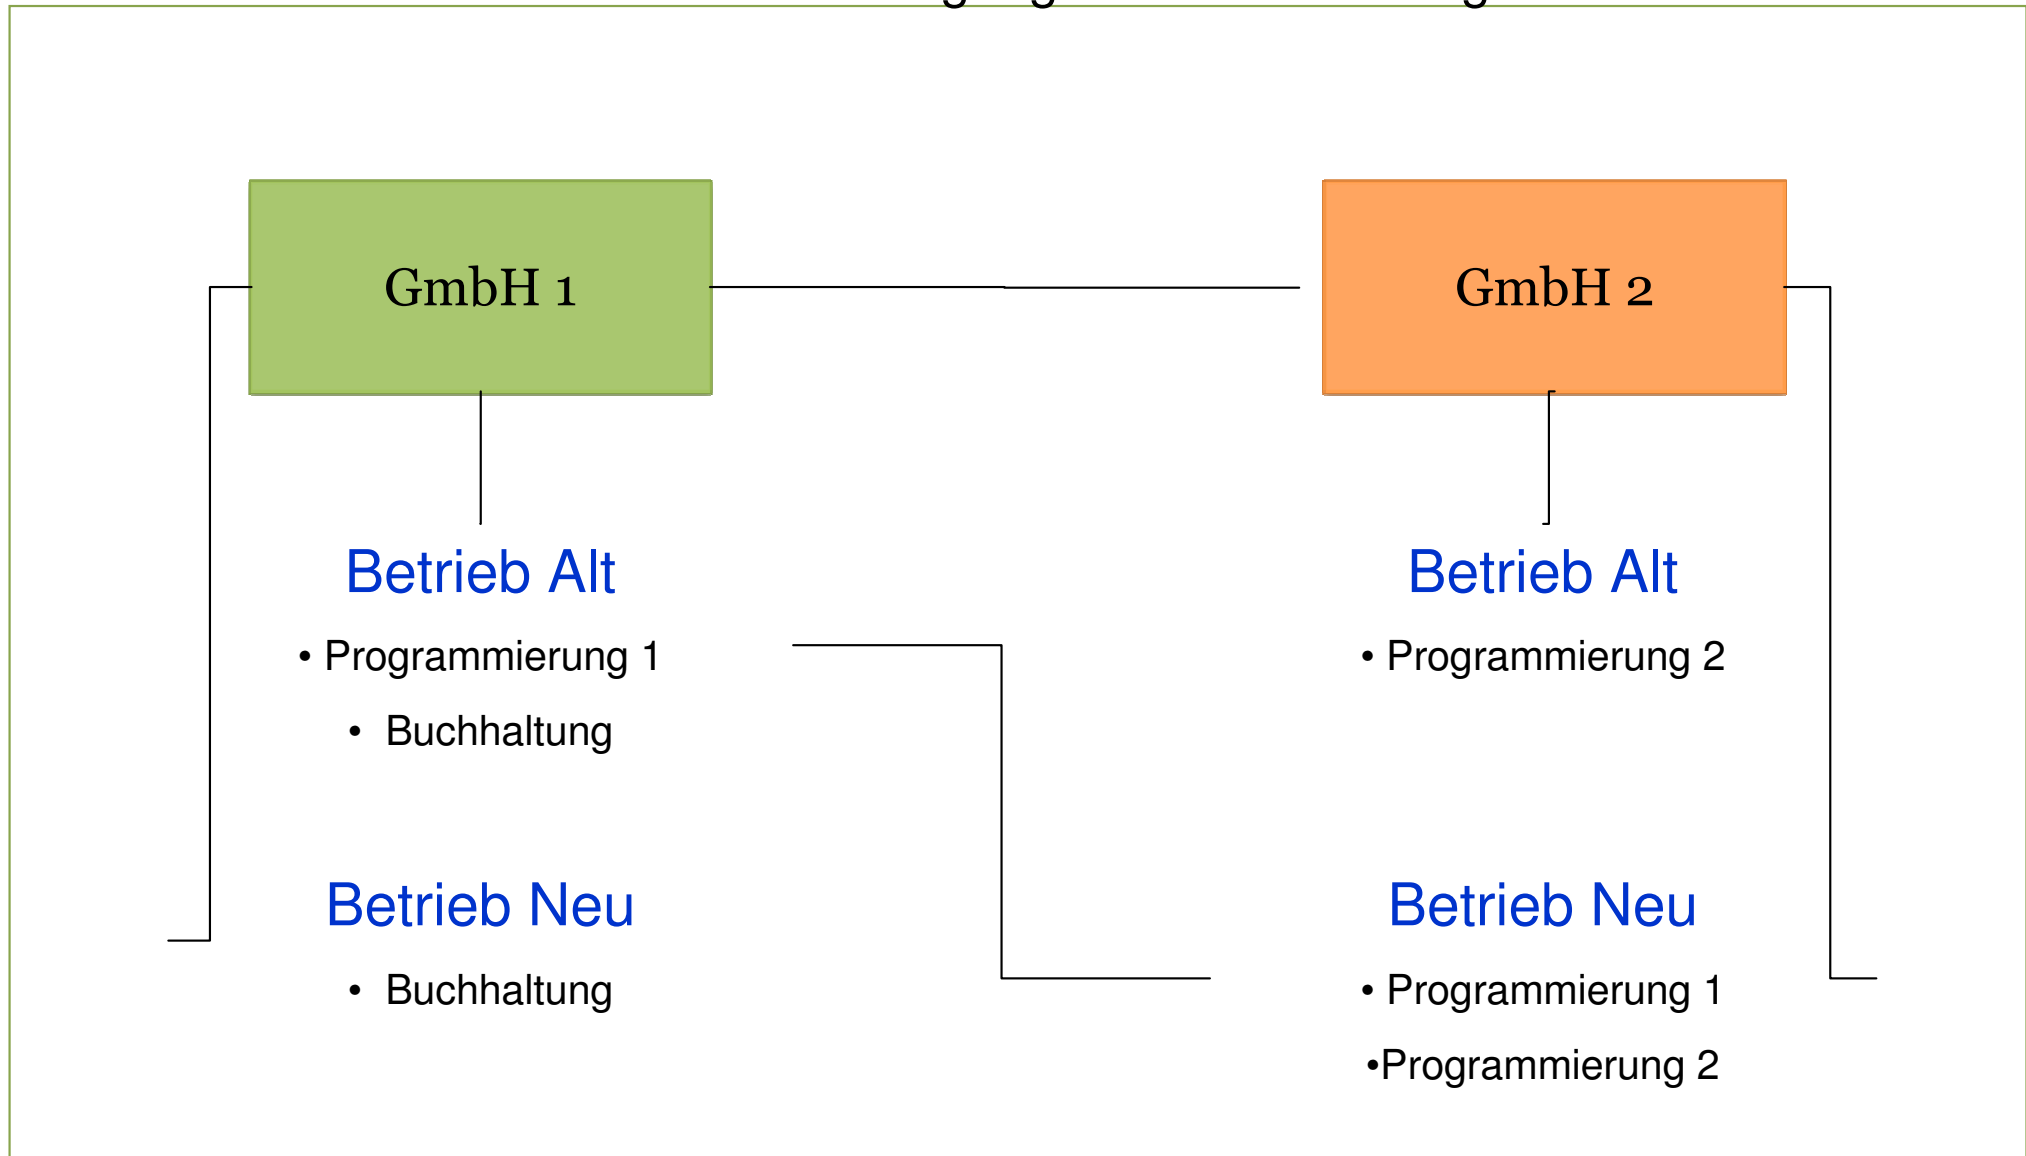 GmbH 1
GmbH 2
Betrieb Alt
• Programmierung 1
• Buchhaltung
Betrieb Alt
• Programmierung 2
Betrieb Neu
• Buchhaltung
Betrieb Neu
• Programmierung 1
•Programmierung 2